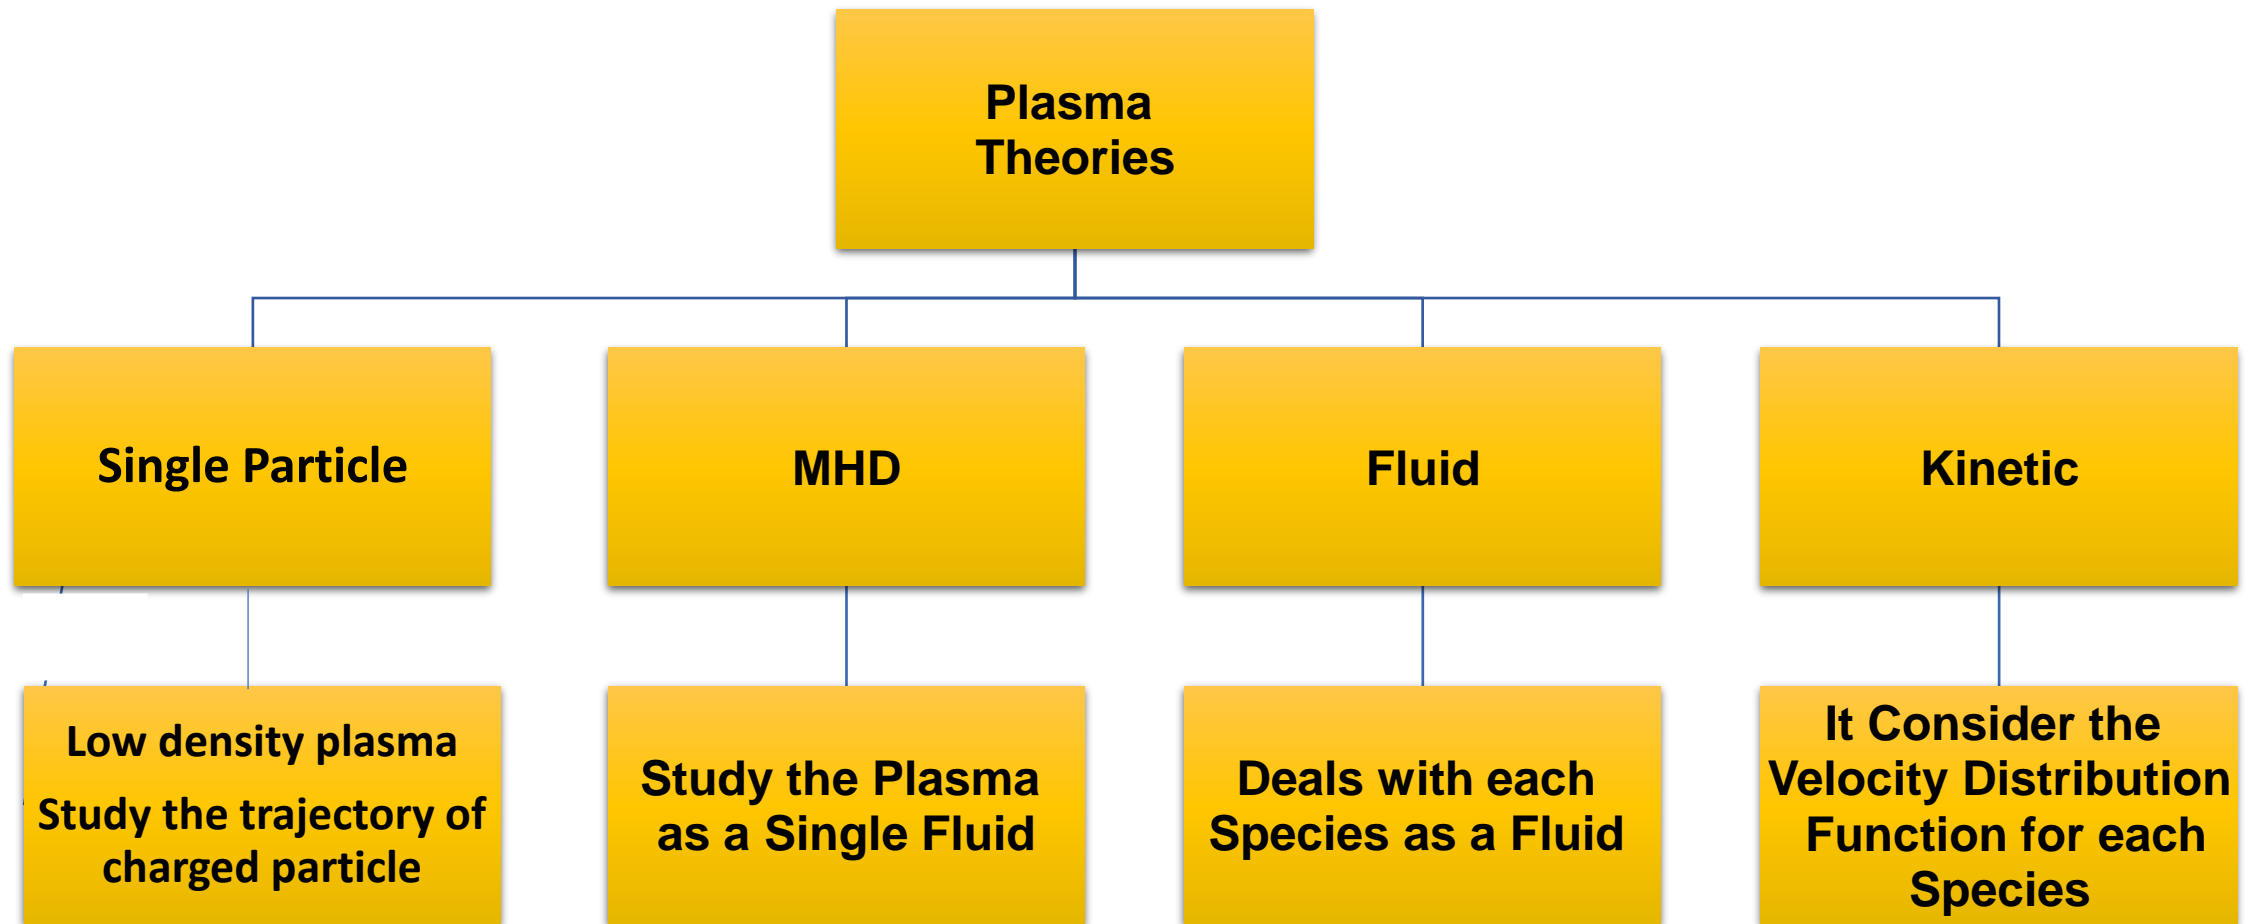 Plasma
Theories
Single Particle
MHD
Fluid
Kinetic
Low density plasma
Study the trajectory of
charged particle
Study the Plasma
as a Single Fluid
Deals with each
Species as a Fluid
It Consider the
Velocity Distribution
Function for each
Species